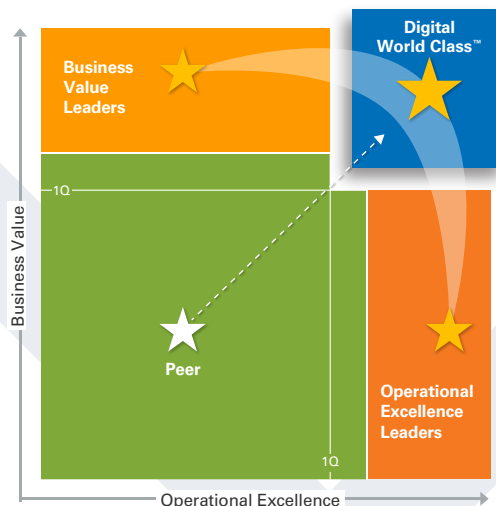 Digital
World Class™
Business
Value
Leaders
1Q
Business Value
Peer
Operational
Excellence
Leaders
1Q
Operational Excellence